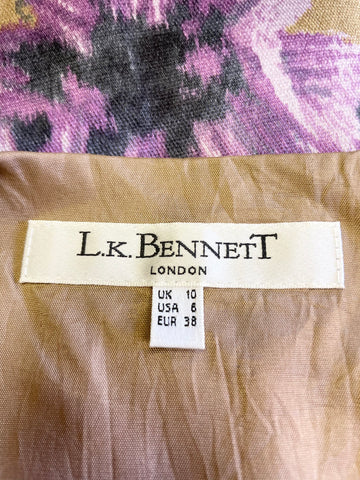 L.K. BENNETT
LONDON
UK 10
USA 6
EUR 38